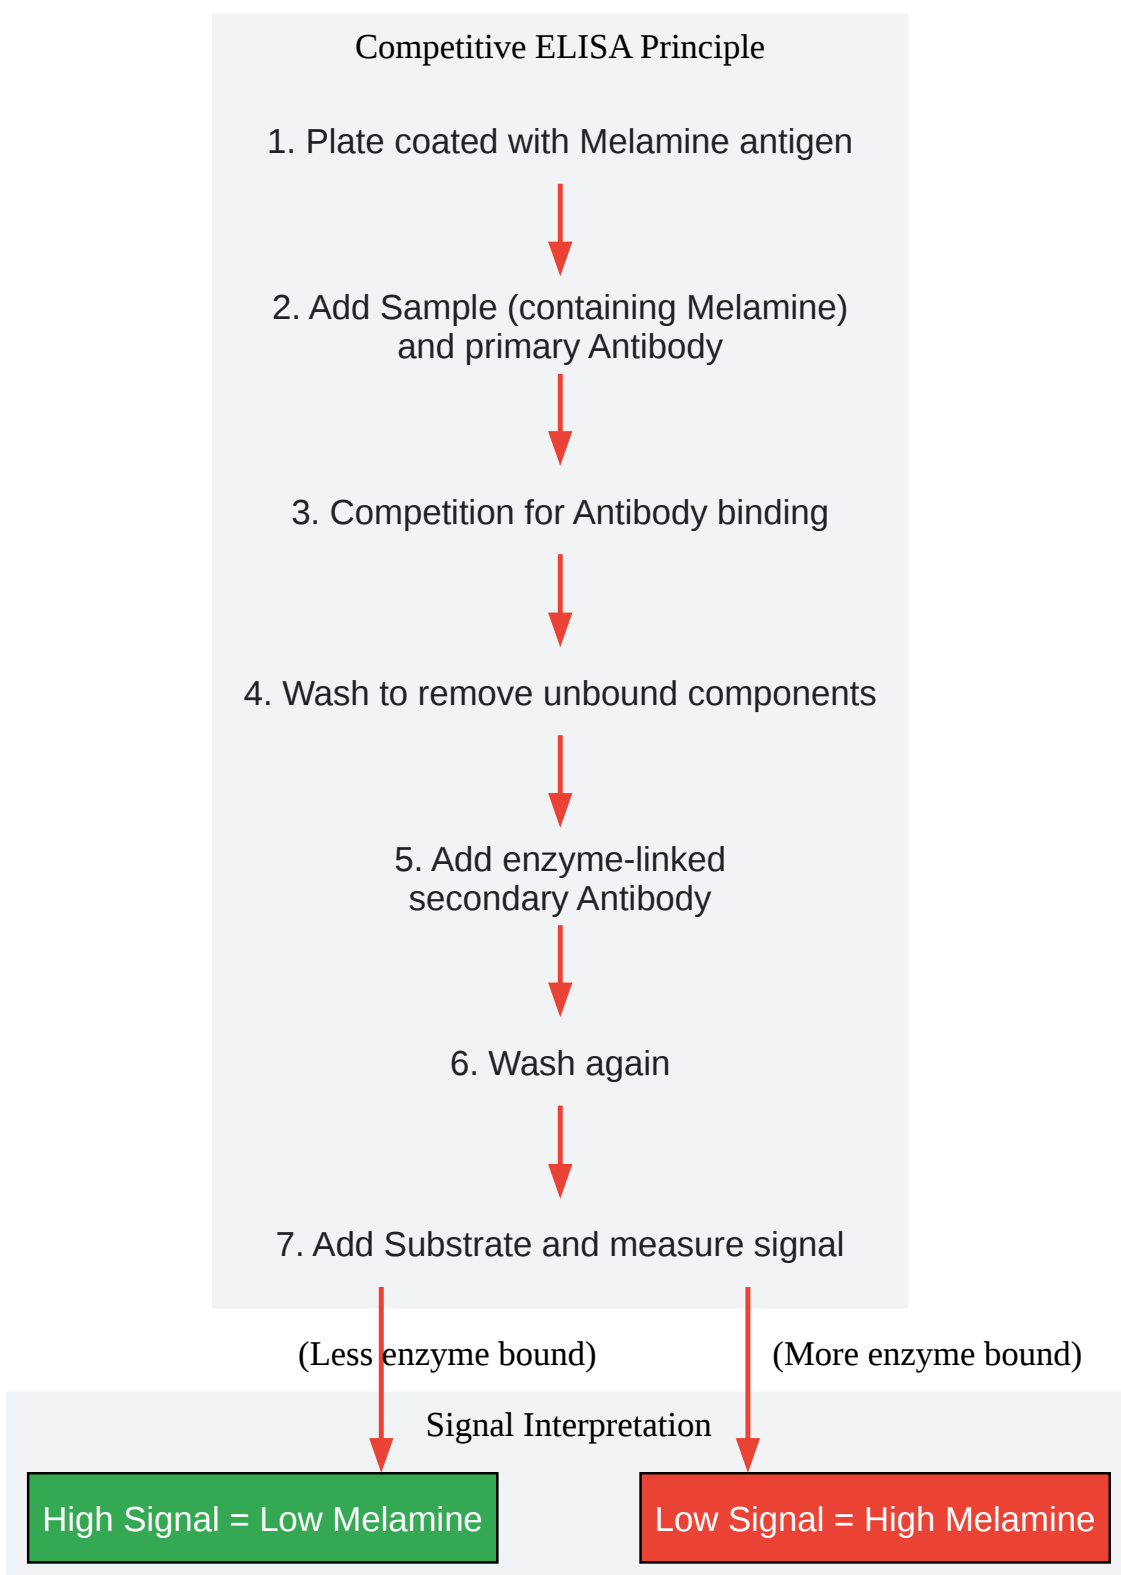 Competitive ELISA Principle
1. Plate coated with Melamine antigen
2. Add Sample (containing Melamine)
and primary Antibody
3. Competition for Antibody binding
4. Wash to remove unbound components
5. Add enzyme-linked
secondary Antibody
6. Wash again
7. Add Substrate and measure signal
(Less enzyme bound)
(More enzyme bound)
Signal Interpretation
High Signal = Low Melamine
Low Signal = High Melamine